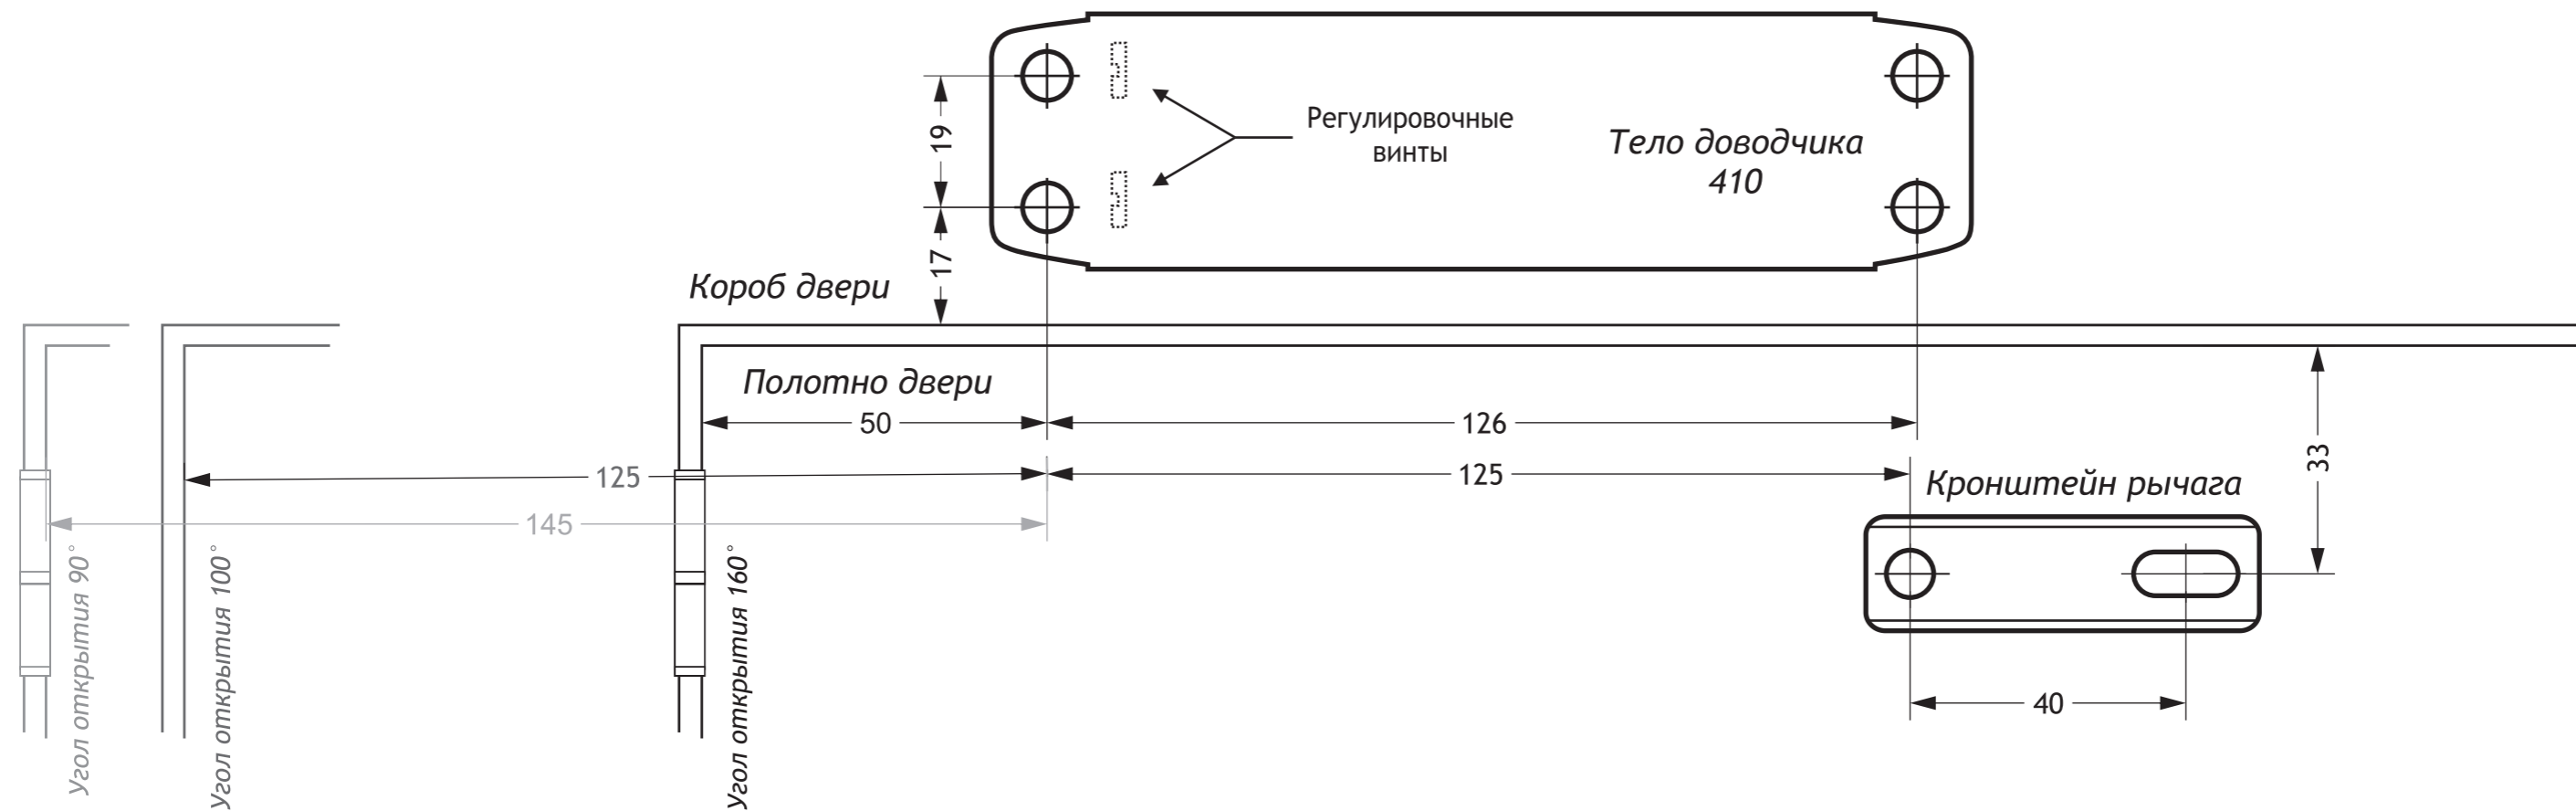 Регулировочные
винты
Тело доводчика
410
19
17
Короб двери
Полотно двери
50
126
125
125
33
Кронштейн рычага
145
Угол открытия 90°
Угол открытия 100°
Угол открытия 160°
40